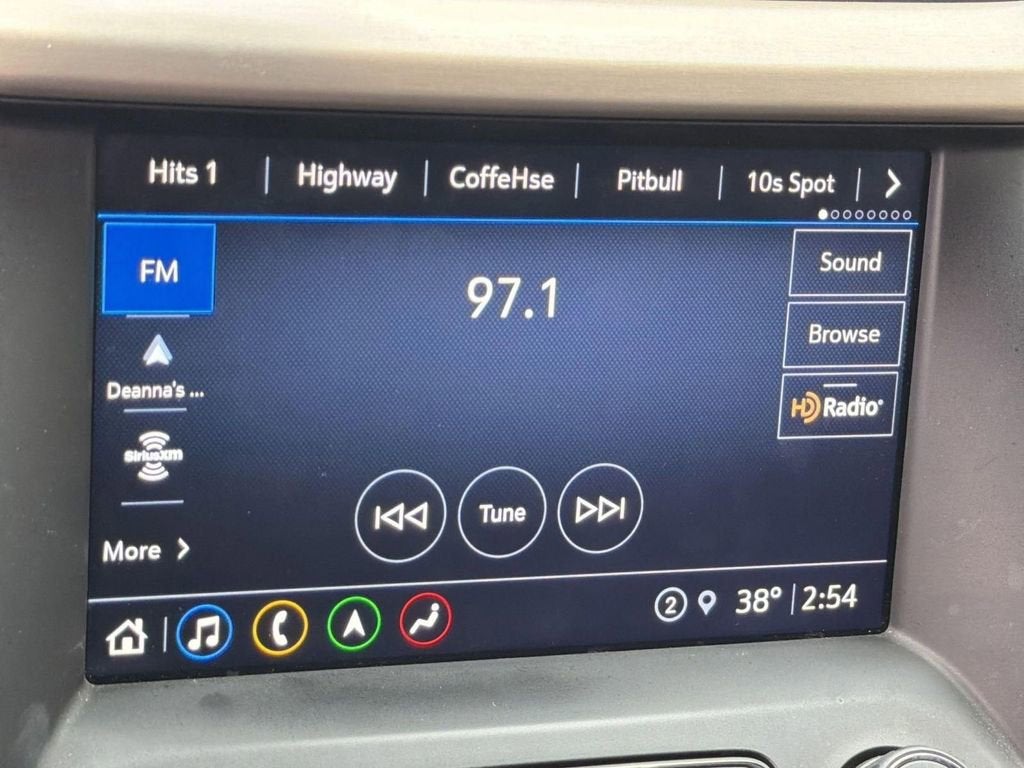 Hits 1 | Highway | CoffeHse | Pitbull | 10s Spot
FM
97.1
Sound
Browse
Deanna's ...
HD Radio
SiriusXM
Tune
More
2 38° 2:54